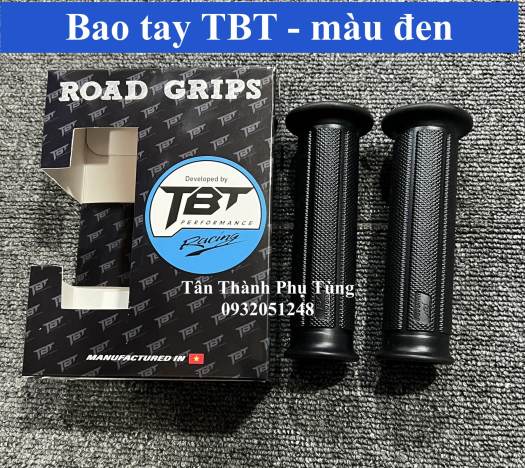 Bao tay TBT - màu đen
ROAD GRIPS
Developed by
TBT
PERFORMANCE
Racing
Tân Thành Phụ Tùng
0932051248
MANUFACTURED IN